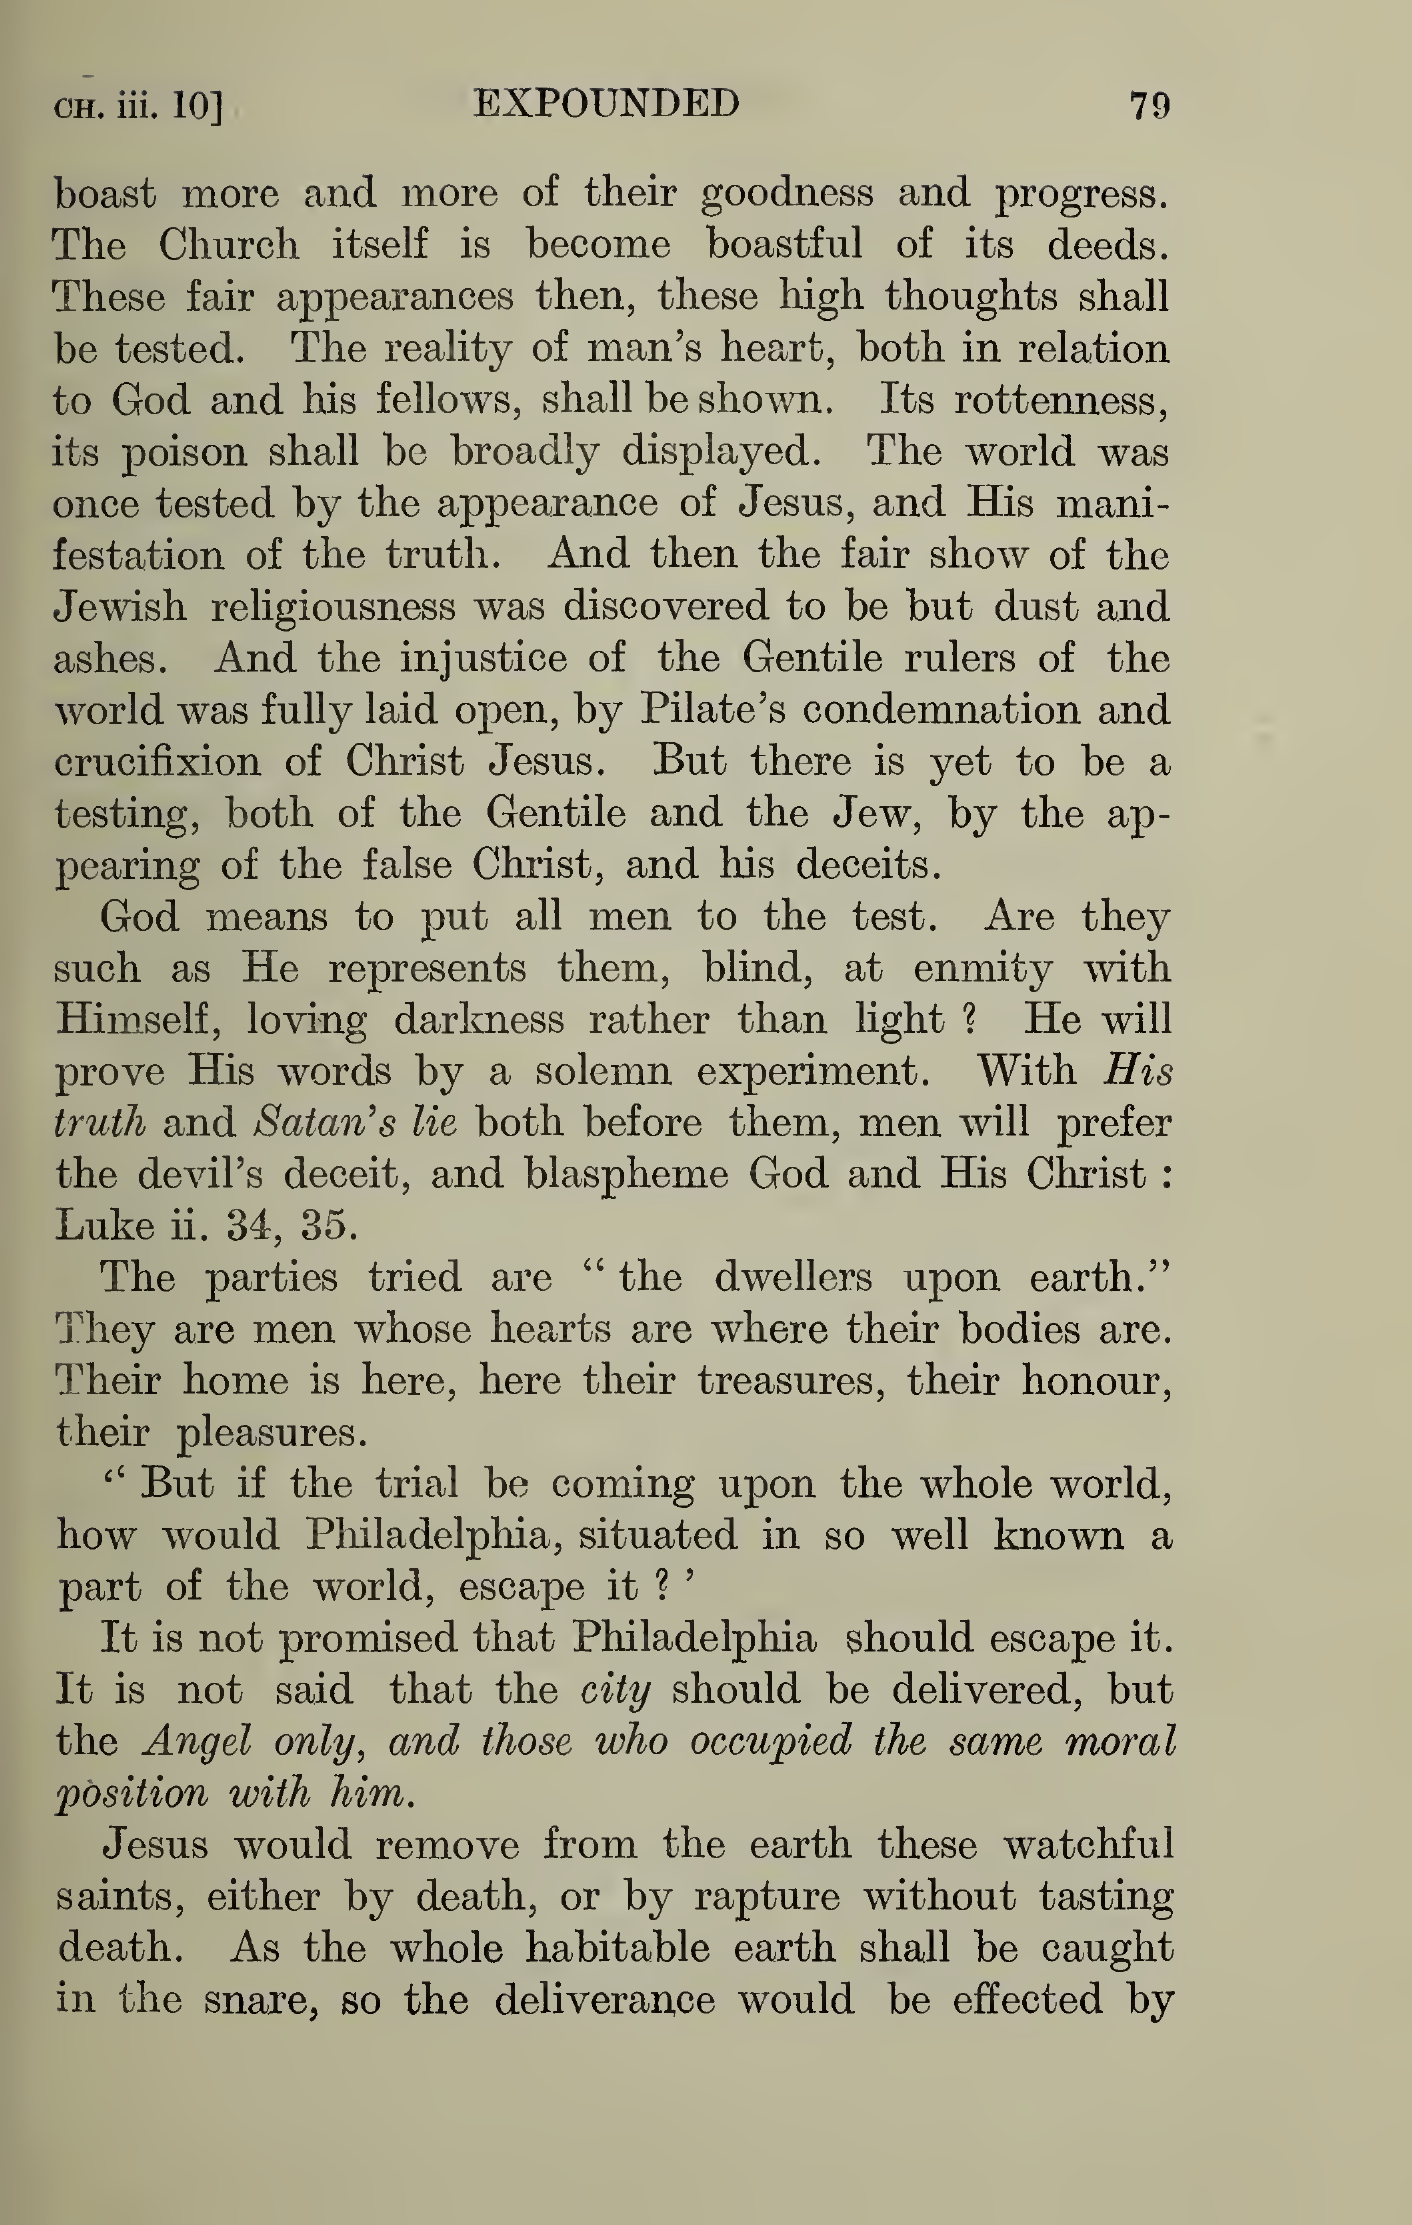 CH. iii. 10] EXPOUNDED 79
boast more and more of their goodness and progress.
The Church itself is become boastful of its deeds.
These fair appearances then, these high thoughts shall
be tested. The reality of man's heart, both in relation
to God and his fellows, shall be shown. Its rottenness,
its poison shall be broadly displayed. The world was
once tested by the appearance of Jesus, and His mani-
festation of the truth. And then the fair show of the
Jewish religiousness was discovered to be but dust and
ashes. And the injustice of the Gentile rulers of the
world was fully laid open, by Pilate's condemnation and
crucifixion of Christ Jesus. But there is yet to be a
testing, both of the Gentile and the Jew, by the ap-
pearing of the false Christ, and his deceits.
God means to put all men to the test. Are they
such as He represents them, blind, at enmity with
Himself, loving darkness rather than light ? He will
prove His words by a solemn experiment. With His
truth and Satan's lie both before them, men will prefer
the devil's deceit, and blaspheme God and His Christ :
Luke ii. 34, 35.
The parties tried are “ the dwellers upon earth.”
They are men whose hearts are where their bodies are.
Their home is here, here their treasures, their honour,
their pleasures.
“ But if the trial be coming upon the whole world,
how would Philadelphia, situated in so well known a
part of the world, escape it ? ’
It is not promised that Philadelphia should escape it.
It is not said that the city should be delivered, but
the Angel only, and those who occupied the same moral
position with him.
Jesus would remove from the earth these watchful
saints, either by death, or by rapture without tasting
death. As the whole habitable earth shall be caught
in the snare, so the deliverance would be effected by